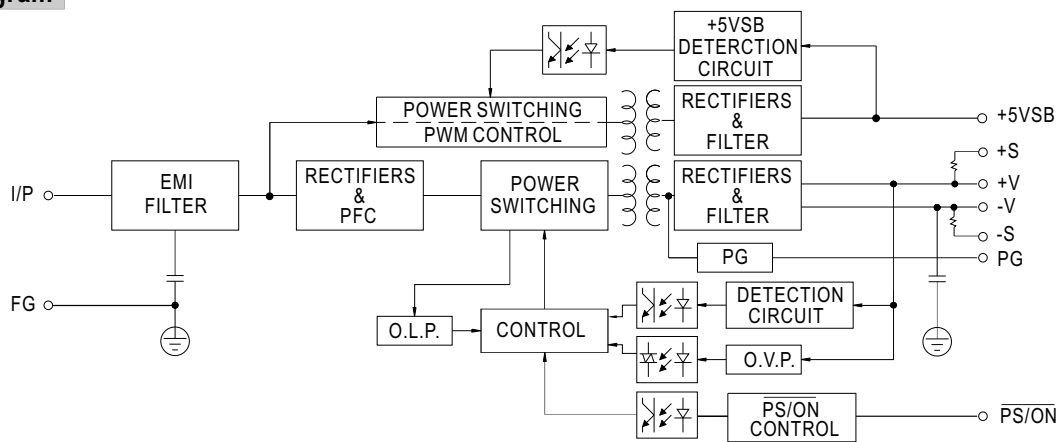 +5VSB
DETERCTION
CIRCUIT
POWER SWITCHING
PWM CONTROL
RECTIFIERS
&
FILTER
+5VSB
+S
I/P
EMI
FILTER
RECTIFIERS
&
PFC
POWER
SWITCHING
RECTIFIERS
&
FILTER
+V
-V
-S
PG
PG
FG
O.L.P.
CONTROL
DETECTION
CIRCUIT
O.V.P.
PS/ON
CONTROL
PS/ON